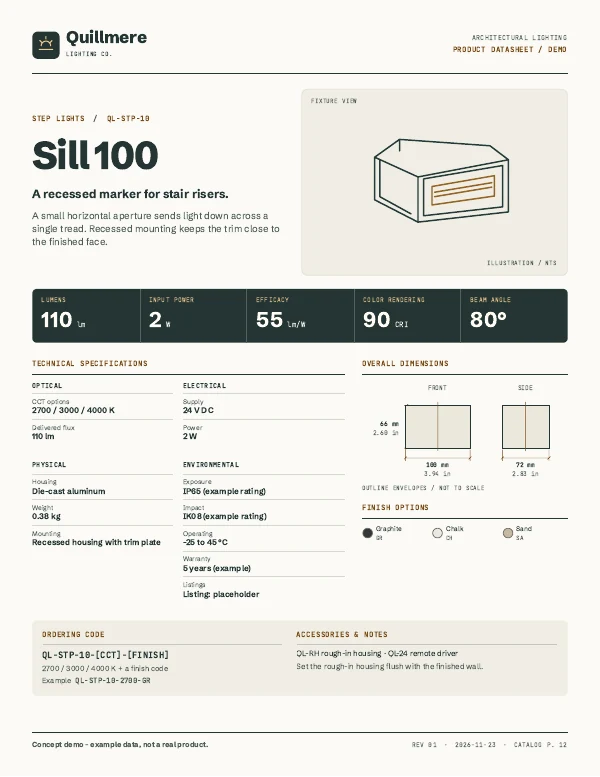 Quillmere
LIGHTING CO.
ARCHITECTURAL LIGHTING
PRODUCT DATASHEET / DEMO
STEP LIGHTS / QL-STP-10
Sill 100
A recessed marker for stair risers.
A small horizontal aperture sends light down across a
single tread. Recessed mounting keeps the trim close to
the finished face.
FIXTURE VIEW
ILLUSTRATION / NTS
LUMENS
110 lm
INPUT POWER
2 W
EFFICACY
55 lm/W
COLOR RENDERING
90 CRI
BEAM ANGLE
80°
TECHNICAL SPECIFICATIONS
OPTICAL
CCT options
2700 / 3000 / 4000 K
Delivered flux
110 lm
ELECTRICAL
Supply
24 V DC
Power
2 W
PHYSICAL
Housing
Die-cast aluminum
Weight
0.38 kg
Mounting
Recessed housing with trim plate
ENVIRONMENTAL
Exposure
IP65 (example rating)
Impact
IK08 (example rating)
Operating
-25 to 45 °C
Warranty
5 years (example)
Listings
Listing: placeholder
OVERALL DIMENSIONS
FRONT
SIDE
66 mm
2.60 in
100 mm
3.94 in
72 mm
2.83 in
OUTLINE ENVELOPES / NOT TO SCALE
FINISH OPTIONS
Graphite
GR
Chalk
CH
Sand
SA
ORDERING CODE
QL-STP-10-[CCT]-[FINISH]
2700 / 3000 / 4000 K + a finish code
Example QL-STP-10-2700-GR
ACCESSORIES & NOTES
QL-RH rough-in housing · QL-24 remote driver
Set the rough-in housing flush with the finished wall.
Concept demo - example data, not a real product.
REV 01 · 2026-11-23 · CATALOG P. 12